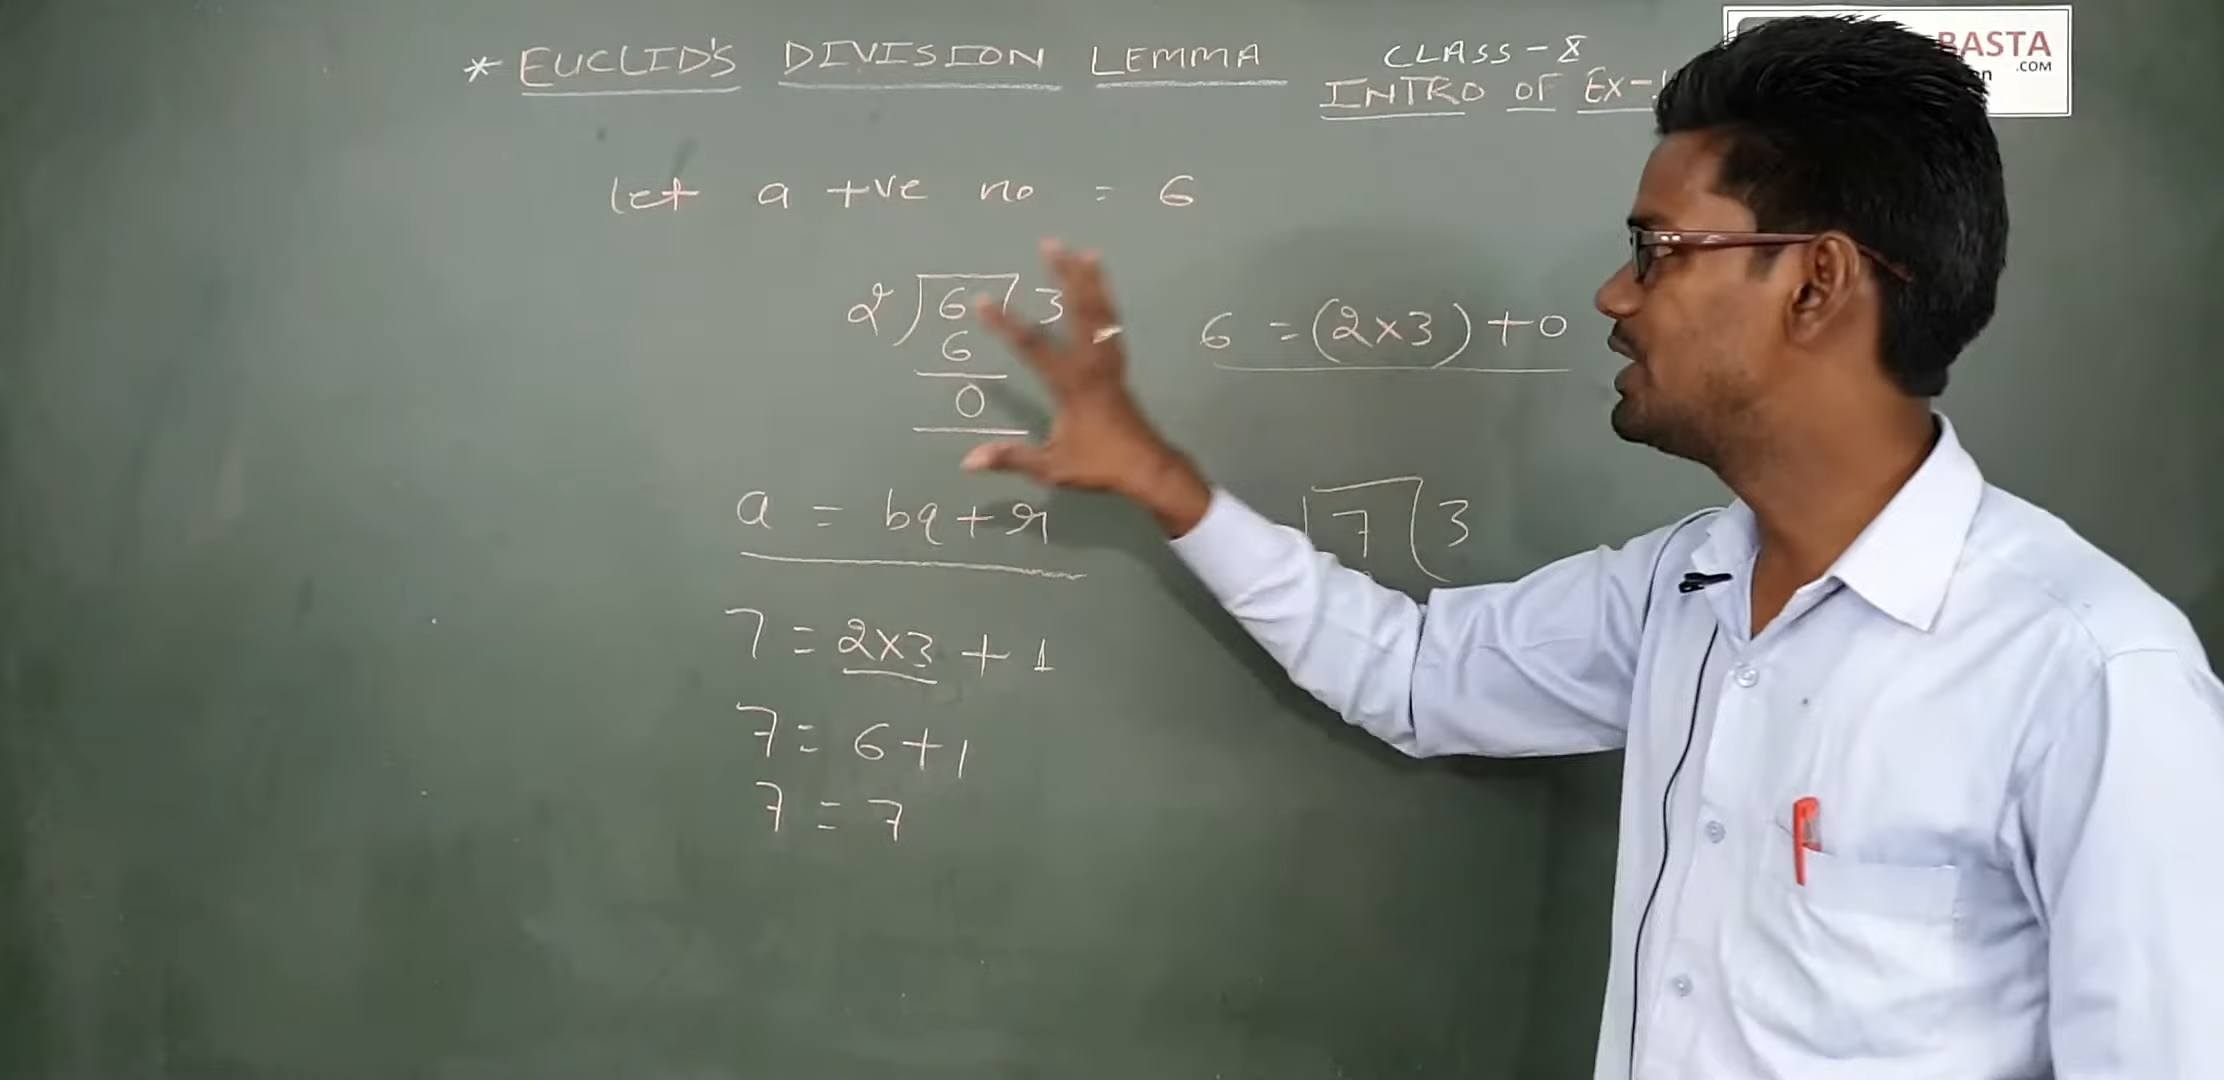 * EUCLID'S DIVISION LEMMA
CLASS - X
INTRO OF EX-
BASTA
.COM
let a +ve no = 6
2)6(3
6
0
6 = (2x3)+0
a = bq+r
7(3
7 = 2x3 + 1
7 = 6+1
7 = 7